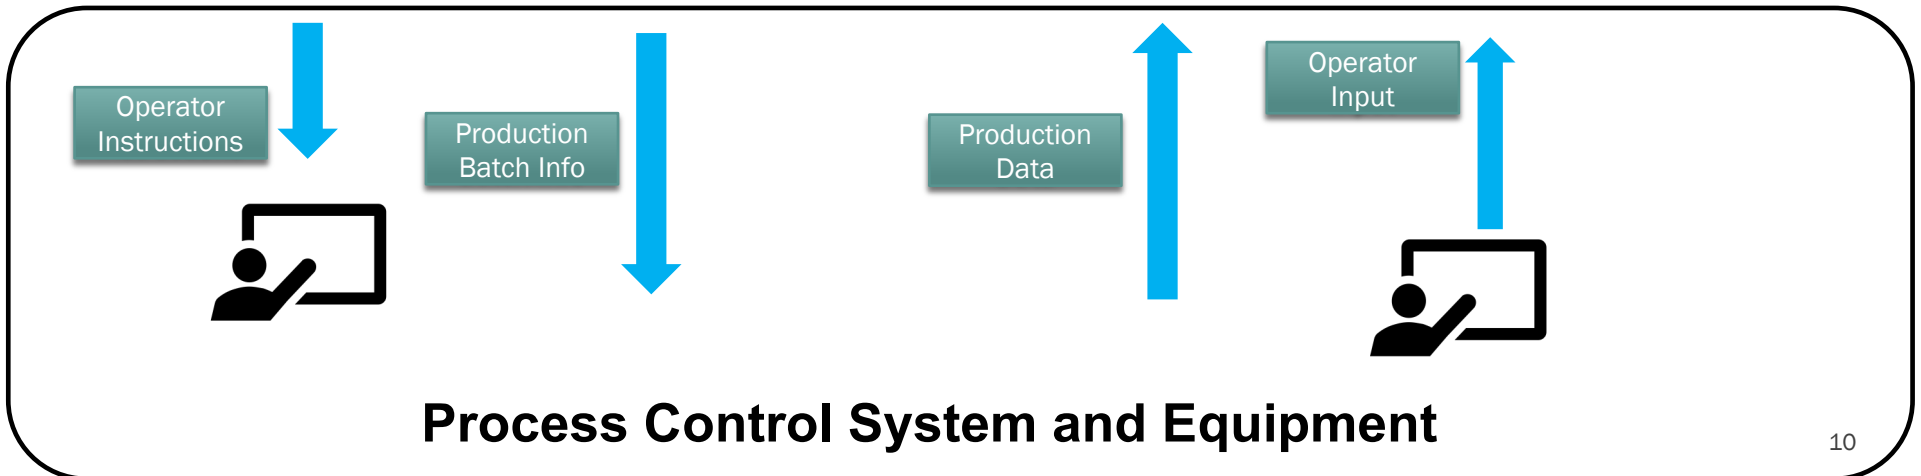 Operator
Instructions
Production
Batch Info
Production
Data
Operator
Input
Process Control System and Equipment
10